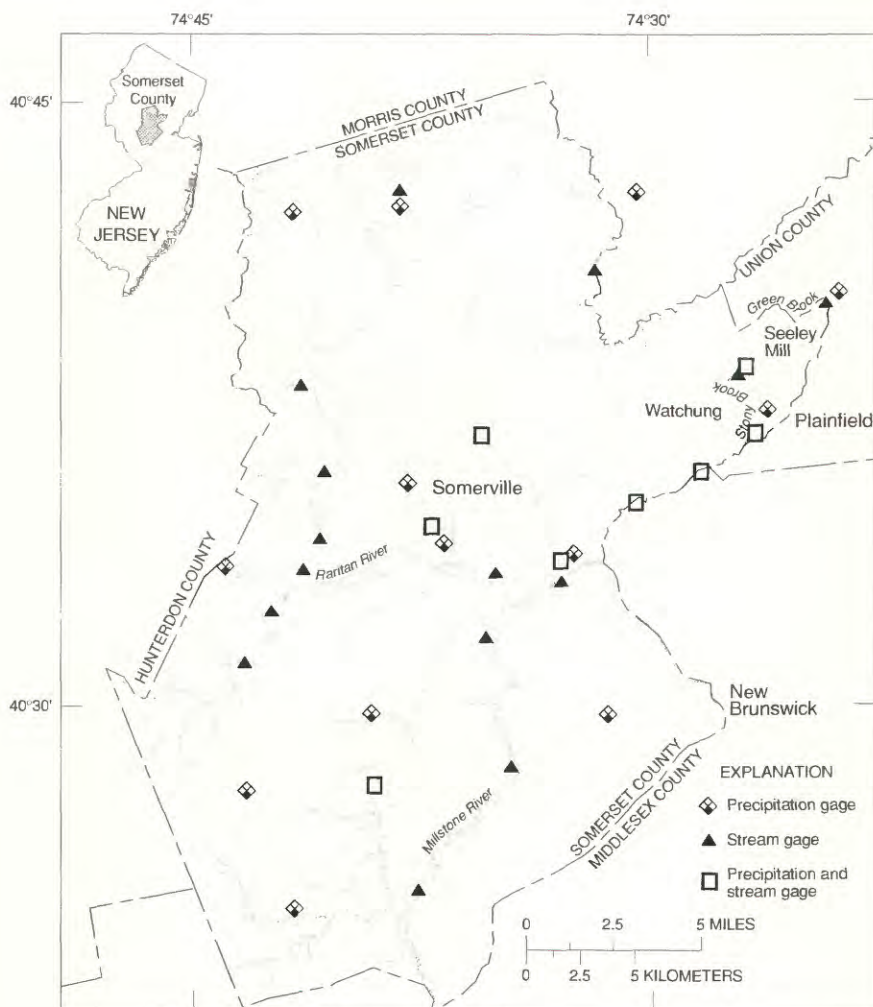 74°45'
74°30'
40°45'
Somerset
County
NEW
JERSEY
MORRIS COUNTY
SOMERSET COUNTY
UNION COUNTY
Green Brook
Seeley
Mill
Brook
Stony
Watchung
Plainfield
Somerville
Raritan River
HUNTERDON COUNTY
40°30'
New
Brunswick
SOMERSET COUNTY
MIDDLESEX COUNTY
Millstone River
EXPLANATION
Precipitation gage
Stream gage
Precipitation and
stream gage
0 2.5 5 MILES
0 2.5 5 KILOMETERS